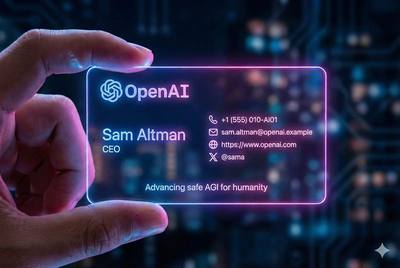 OpenAI
Sam Altman
CEO
+1 (555) 010-AI01
sam.altman@openai.example
https://www.openai.com
@sama
Advancing safe AGI for humanity